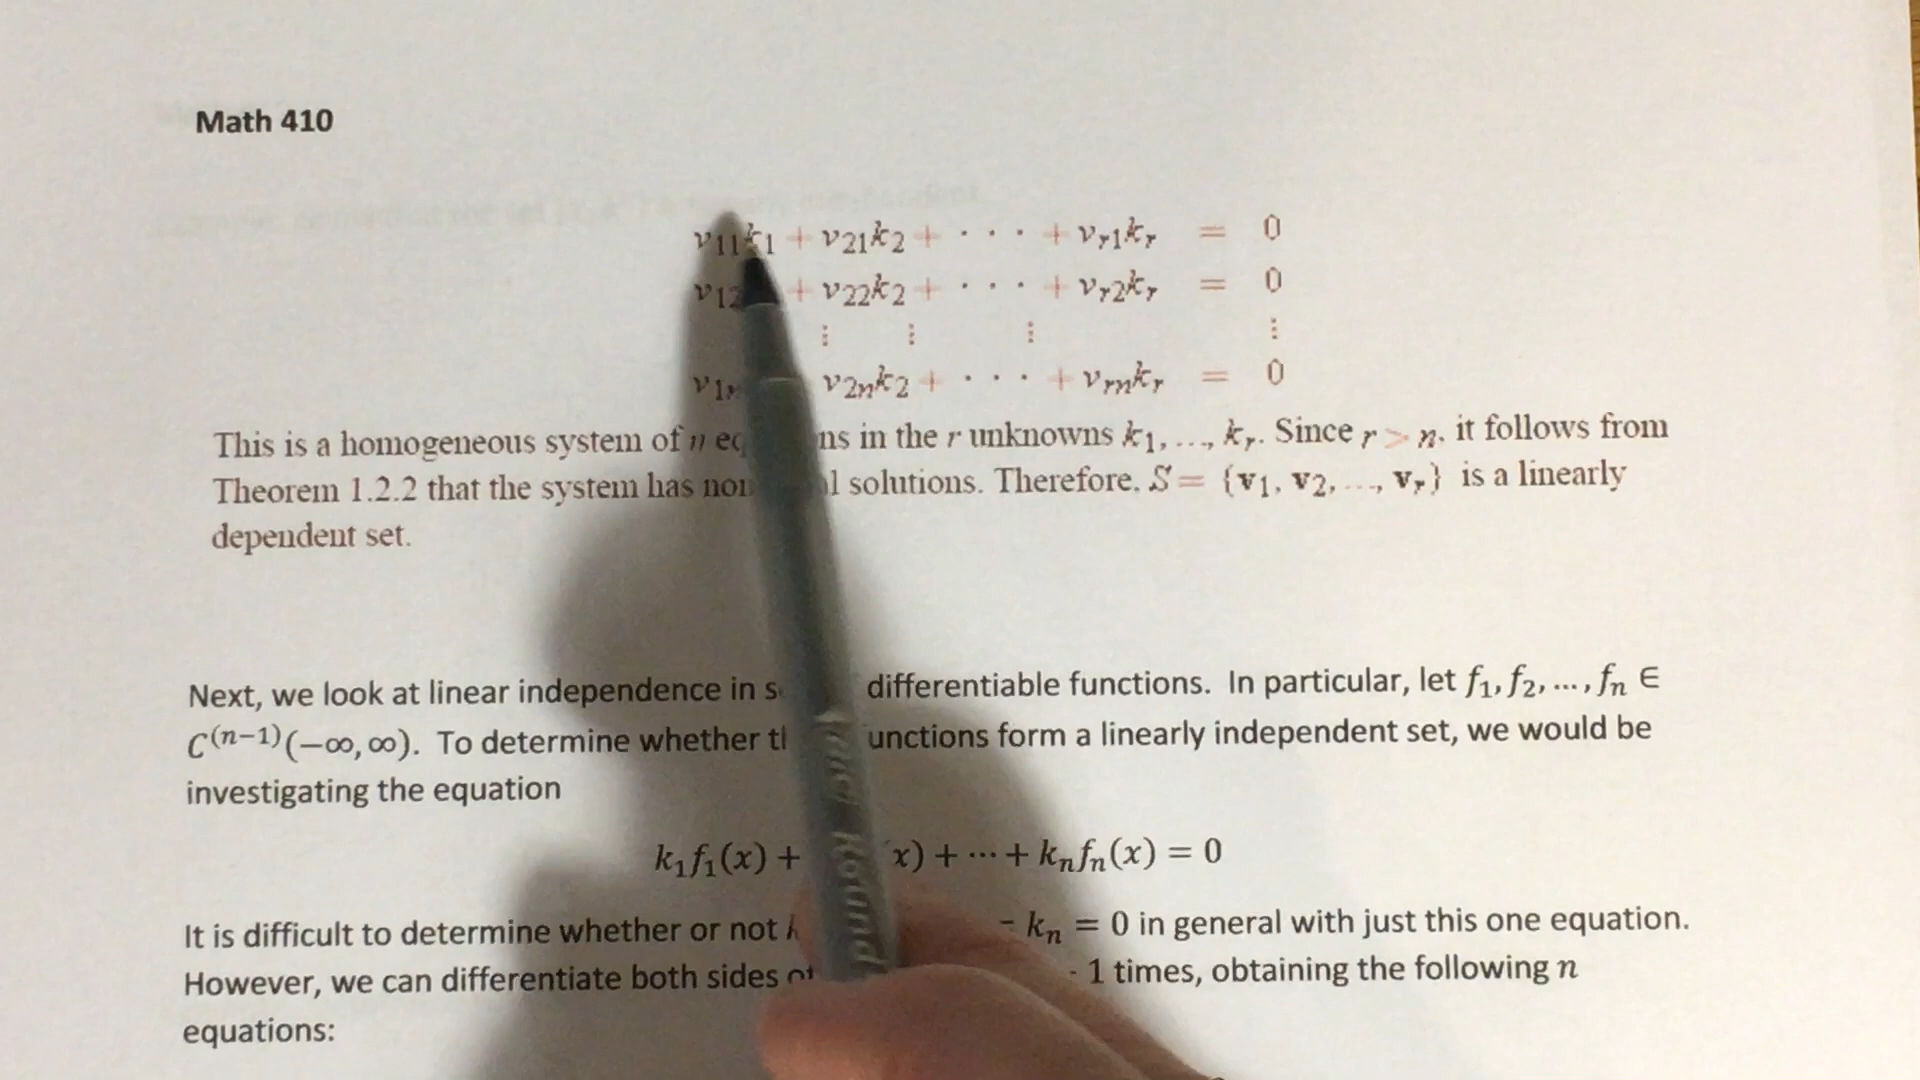 Math 410
v11k1 + v21k2 + · · · + vr1kr = 0
v12 + v22k2 + · · · + vr2kr = 0
⋮ ⋮ ⋮ ⋮
v1n v2nk2 + · · · + vrnkr = 0
This is a homogeneous system of n ns in the r unknowns k1, ..., kr. Since r > n, it follows from
Theorem 1.2.2 that the system has solutions. Therefore, S = {v1, v2, ..., vr} is a linearly
dependent set.
Next, we look at linear independence in differentiable functions. In particular, let f1, f2, ..., fn ∈
C(n−1)(−∞, ∞). To determine whether unctions form a linearly independent set, we would be
investigating the equation
k1f1(x) + x) + ⋯ + knfn(x) = 0
It is difficult to determine whether or not kn = 0 in general with just this one equation.
However, we can differentiate both sides 1 times, obtaining the following n
equations:
Round